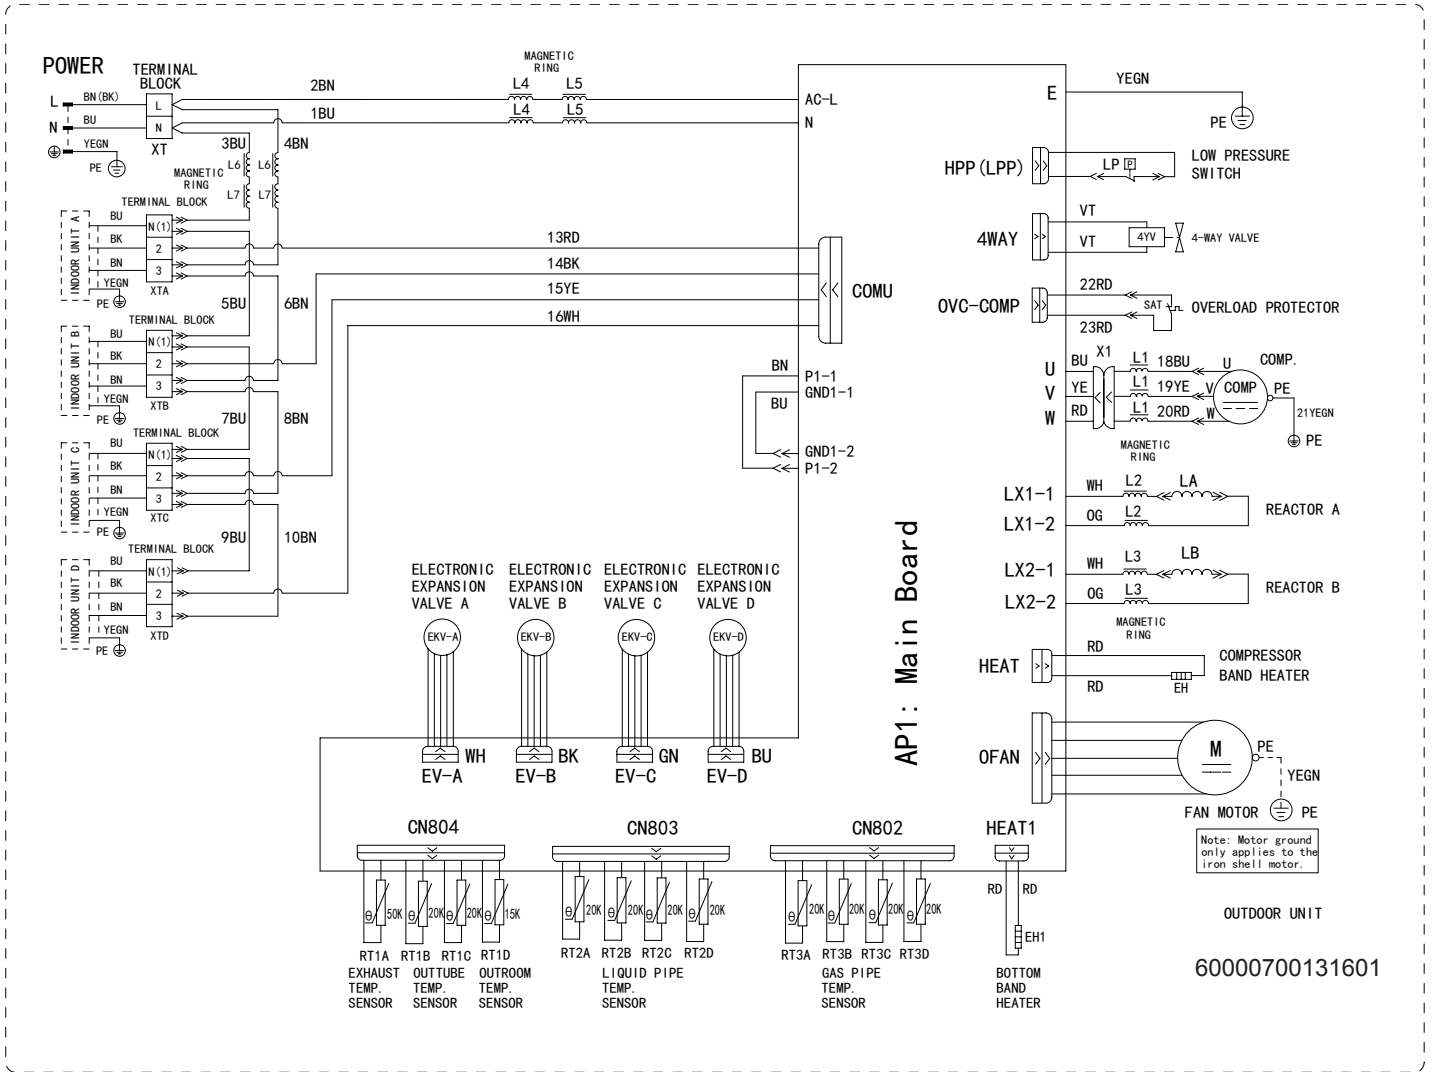 POWER
TERMINAL
BLOCK
L
BN(BK)
L
N
BU
N
YEGN
XT
PE
2BN
1BU
MAGNETIC
RING
L4
L5
L4
L5
AC-L
N
3BU
4BN
L6
L6
MAGNETIC
RING
L7
L7
TERMINAL BLOCK
INDOOR UNIT A
BU
N(1)
BK
2
BN
3
YEGN
XTA
PE
5BU
6BN
TERMINAL BLOCK
INDOOR UNIT B
BU
N(1)
BK
2
BN
3
YEGN
XTB
PE
7BU
8BN
TERMINAL BLOCK
INDOOR UNIT C
BU
N(1)
BK
2
BN
3
YEGN
XTC
PE
9BU
10BN
TERMINAL BLOCK
INDOOR UNIT D
BU
N(1)
BK
2
BN
3
YEGN
XTD
PE
13RD
14BK
15YE
16WH
COMU
BN
P1-1
GND1-1
BU
GND1-2
P1-2
AP1: Main Board
E
YEGN
PE
HPP(LPP)
LP
P
LOW PRESSURE
SWITCH
4WAY
VT
VT
4YV
4-WAY VALVE
OVC-COMP
22RD
SAT
OVERLOAD PROTECTOR
23RD
X1
U
BU
L1
18BU
U
COMP.
V
YE
L1
19YE
V
COMP
PE
W
RD
L1
20RD
W
21YEGN
PE
MAGNETIC
RING
LX1-1
WH
L2
LA
LX1-2
OG
L2
REACTOR A
LX2-1
WH
L3
LB
LX2-2
OG
L3
REACTOR B
MAGNETIC
RING
HEAT
RD
RD
EH
COMPRESSOR
BAND HEATER
OFAN
M
PE
YEGN
FAN MOTOR
PE
Note: Motor ground
only applies to the
iron shell motor.
ELECTRONIC
EXPANSION
VALVE A
ELECTRONIC
EXPANSION
VALVE B
ELECTRONIC
EXPANSION
VALVE C
ELECTRONIC
EXPANSION
VALVE D
EKV-A
EKV-B
EKV-C
EKV-D
WH
BK
GN
BU
EV-A
EV-B
EV-C
EV-D
CN804
CN803
CN802
HEAT1
θ 50K
θ 20K
θ 20K
θ 15K
θ 20K
θ 20K
θ 20K
θ 20K
θ 20K
θ 20K
θ 20K
θ 20K
RD
RD
EH1
RT1A
RT1B
RT1C
RT1D
RT2A
RT2B
RT2C
RT2D
RT3A
RT3B
RT3C
RT3D
EXHAUST
TEMP.
SENSOR
OUTTUBE
TEMP.
SENSOR
OUTROOM
TEMP.
SENSOR
LIQUID PIPE
TEMP.
SENSOR
GAS PIPE
TEMP.
SENSOR
BOTTOM
BAND
HEATER
OUTDOOR UNIT
60000700131601